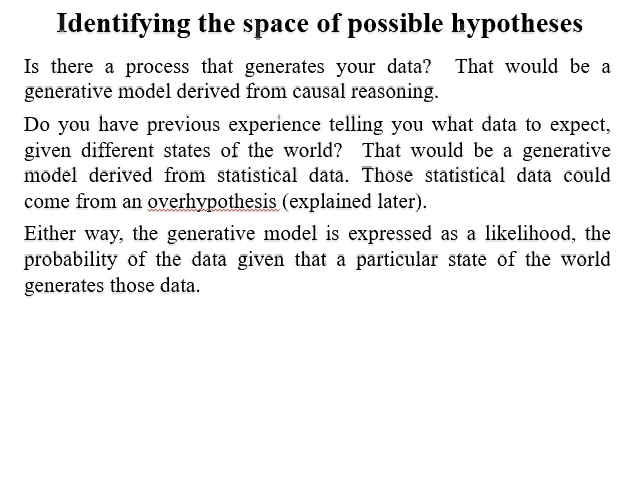 Identifying the space of possible hypotheses
Is there a process that generates your data?  That would be a
generative model derived from causal reasoning.
Do you have previous experience telling you what data to expect,
given different states of the world?  That would be a generative
model derived from statistical data. Those statistical data could
come from an overhypothesis (explained later).
Either way, the generative model is expressed as a likelihood, the
probability of the data given that a particular state of the world
generates those data.